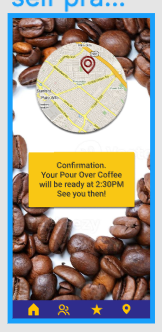 self pra...
Confirmation.
Your Pour Over Coffee
will be ready at 2:30PM
See you then!